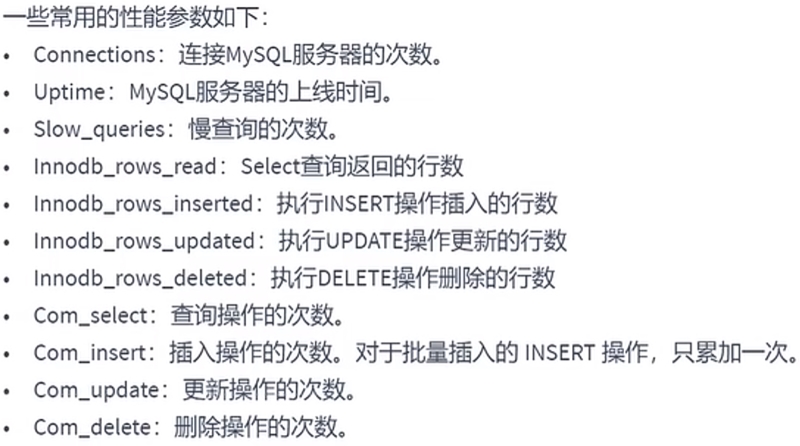 一些常用的性能参数如下：
• Connections：连接MySQL服务器的次数。
• Uptime：MySQL服务器的上线时间。
• Slow_queries：慢查询的次数。
• Innodb_rows_read：Select查询返回的行数
• Innodb_rows_inserted：执行INSERT操作插入的行数
• Innodb_rows_updated：执行UPDATE操作更新的行数
• Innodb_rows_deleted：执行DELETE操作删除的行数
• Com_select：查询操作的次数。
• Com_insert：插入操作的次数。对于批量插入的 INSERT 操作，只累加一次。
• Com_update：更新操作的次数。
• Com_delete：删除操作的次数。